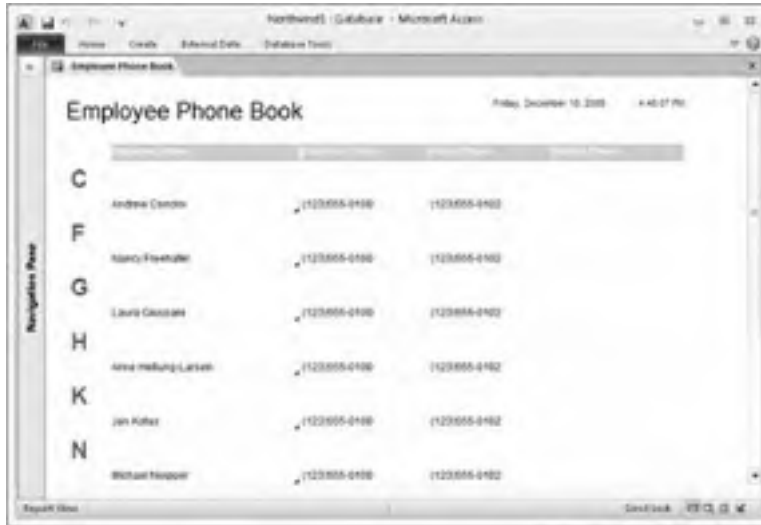 Northwind1 : Database - Microsoft Access
File Home Create External Data Database Tools
Employee Phone Book
Employee Phone Book
Friday, December 18, 2009
C
Andrew (123)555-0100 (123)555-0102
F
Nancy Freehafer (123)555-0100 (123)555-0102
G
Laura Giussani (123)555-0100 (123)555-0102
H
Anne Hellung-Larsen (123)555-0100 (123)555-0102
K
Jan Kotas (123)555-0100 (123)555-0102
N
Michael Neipper (123)555-0100 (123)555-0102
Navigation Pane
Report View